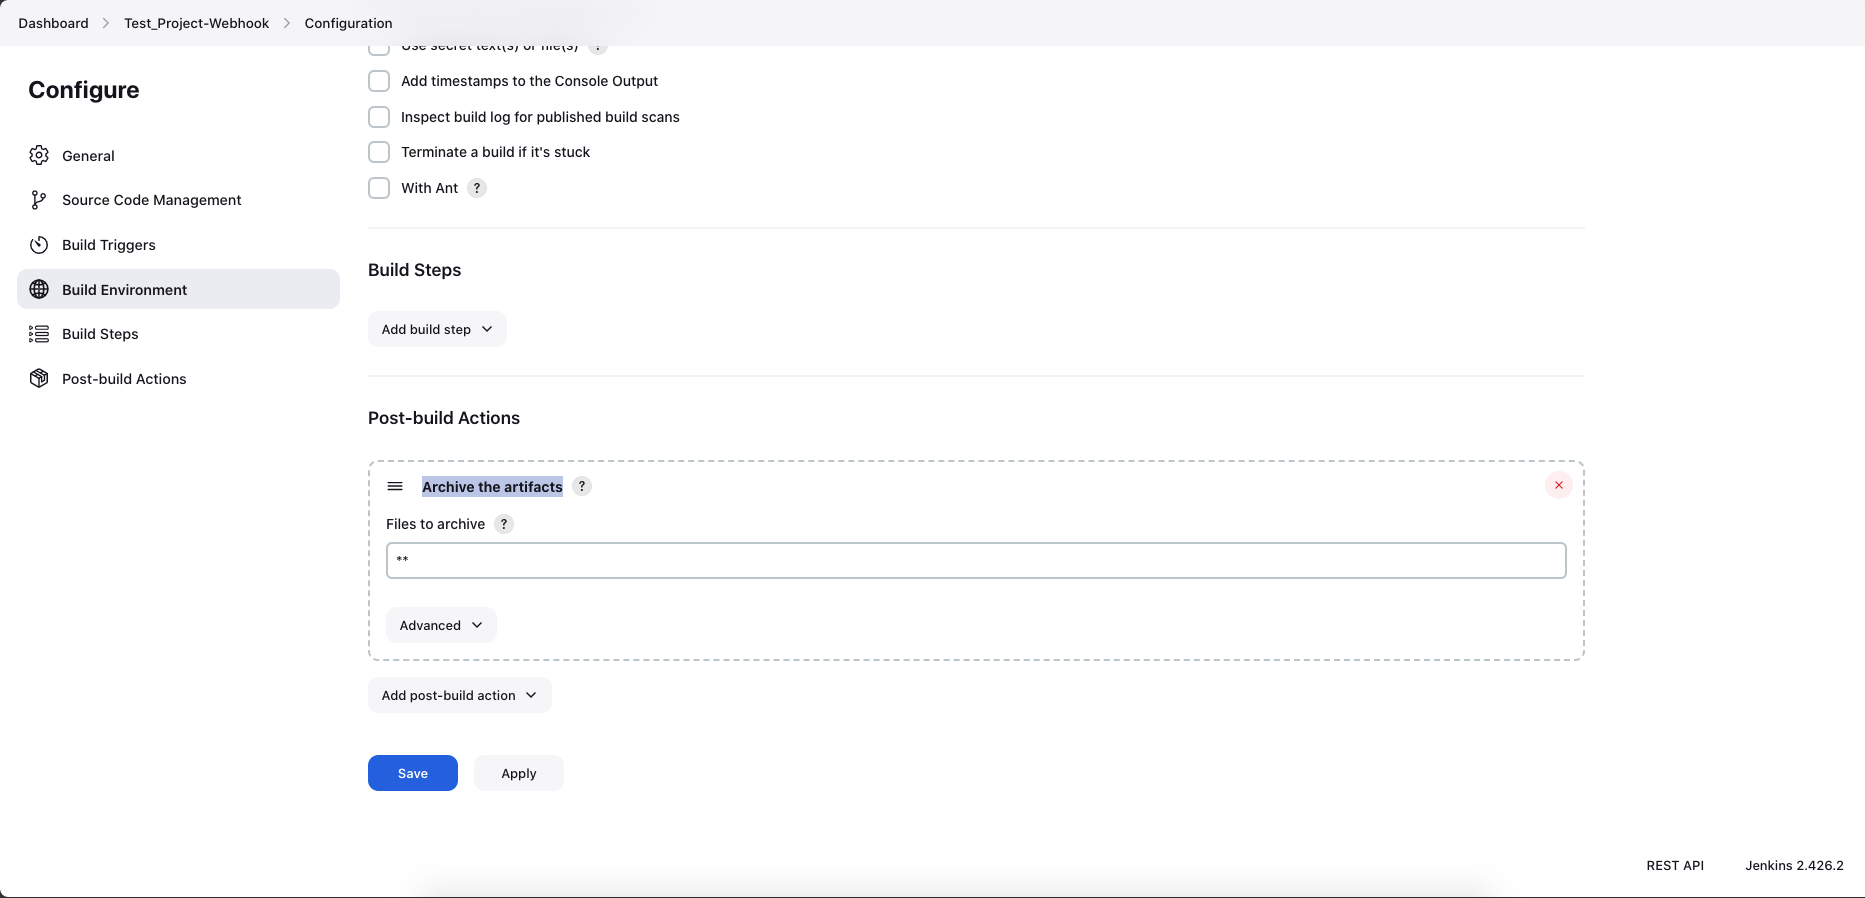 Dashboard > Test_Project-Webhook > Configuration
Configure
General
Source Code Management
Build Triggers
Build Environment
Build Steps
Post-build Actions
Use secret text(s) or file(s) ?
Add timestamps to the Console Output
Inspect build log for published build scans
Terminate a build if it's stuck
With Ant ?
Build Steps
Add build step
Post-build Actions
Archive the artifacts ?
Files to archive ?
**
Advanced
Add post-build action
Save Apply
REST API Jenkins 2.426.2